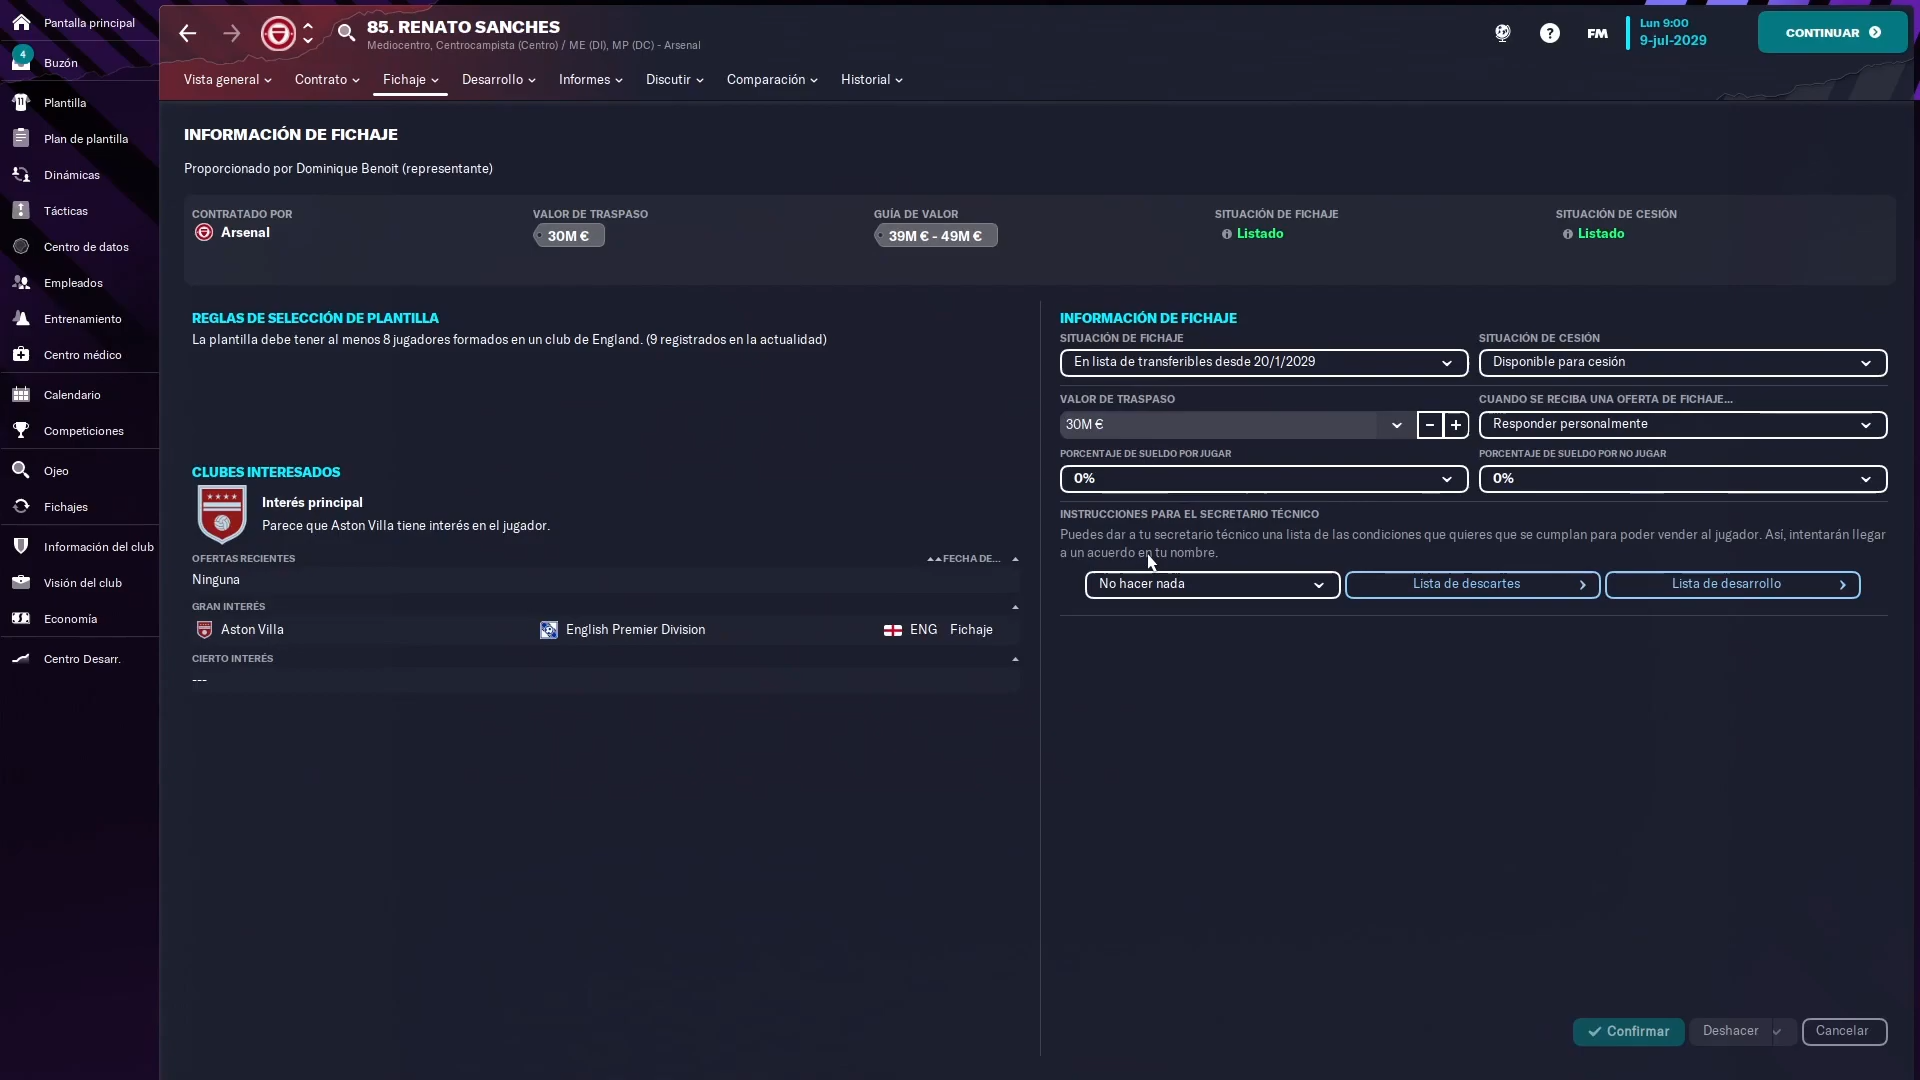 Pantalla principal
4
Buzón
11
Plantilla
Plan de plantilla
Dinámicas
Tácticas
Centro de datos
Empleados
Entrenamiento
Centro médico
Calendario
Competiciones
Ojeo
Fichajes
Información del club
Visión del club
Economía
Centro Desarr.
85. RENATO SANCHES
Mediocentro, Centrocampista (Centro) / ME (DI), MP (DC) - Arsenal
?
FM
Lun 9:00
9-jul-2029
CONTINUAR
Vista general
Contrato
Fichaje
Desarrollo
Informes
Discutir
Comparación
Historial
INFORMACIÓN DE FICHAJE
Proporcionado por Dominique Benoit (representante)
CONTRATADO POR
Arsenal
VALOR DE TRASPASO
30M €
GUÍA DE VALOR
39M € - 49M €
SITUACIÓN DE FICHAJE
Listado
SITUACIÓN DE CESIÓN
Listado
REGLAS DE SELECCIÓN DE PLANTILLA
La plantilla debe tener al menos 8 jugadores formados en un club de England. (9 registrados en la actualidad)
CLUBES INTERESADOS
Interés principal
Parece que Aston Villa tiene interés en el jugador.
OFERTAS RECIENTES
FECHA DE...
Ninguna
GRAN INTERÉS
Aston Villa
English Premier Division
ENG
Fichaje
CIERTO INTERÉS
---
INFORMACIÓN DE FICHAJE
SITUACIÓN DE FICHAJE
En lista de transferibles desde 20/1/2029
SITUACIÓN DE CESIÓN
Disponible para cesión
VALOR DE TRASPASO
30M €
- +
CUANDO SE RECIBA UNA OFERTA DE FICHAJE...
Responder personalmente
PORCENTAJE DE SUELDO POR JUGAR
0%
PORCENTAJE DE SUELDO POR NO JUGAR
0%
INSTRUCCIONES PARA EL SECRETARIO TÉCNICO
Puedes dar a tu secretario técnico una lista de las condiciones que quieres que se cumplan para poder vender al jugador. Así, intentarán llegar
a un acuerdo en tu nombre.
No hacer nada
Lista de descartes
Lista de desarrollo
Confirmar
Deshacer
Cancelar